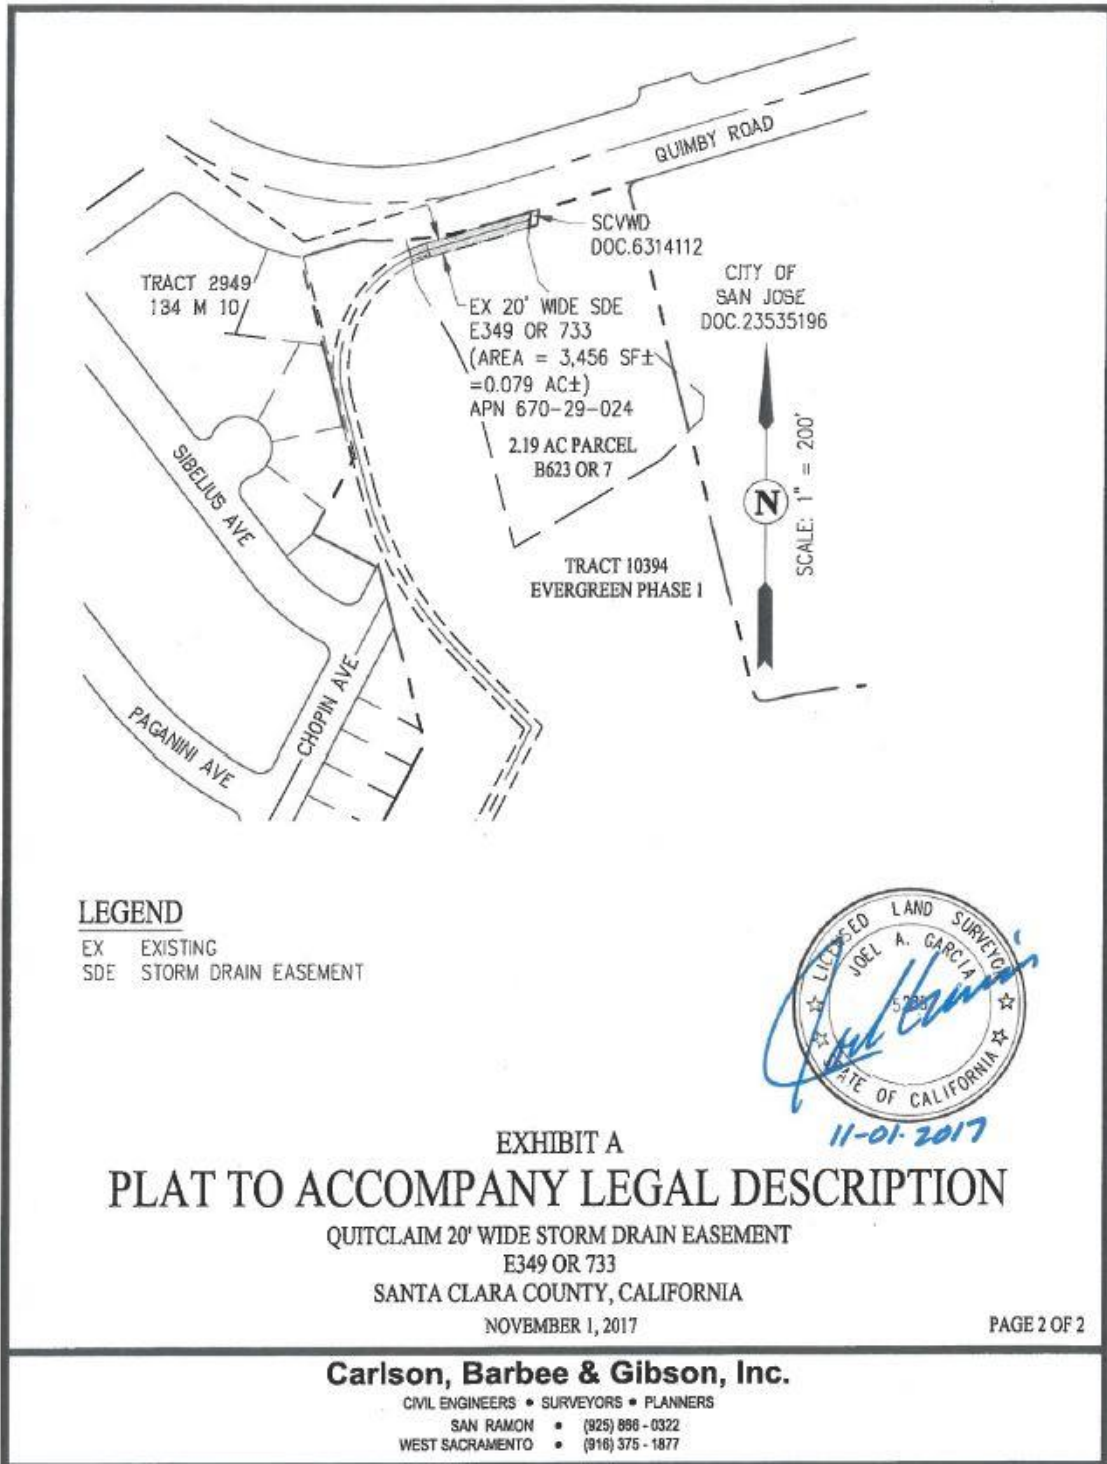 QUIMBY ROAD
SCVWD
DOC.6314112
TRACT 2949
134 M 10
CITY OF
SAN JOSE
DOC.23535196
EX 20' WIDE SDE
E349 OR 733
(AREA = 3,456 SF±
=0.079 AC±)
APN 670-29-024
2.19 AC PARCEL
B623 OR 7
SIBELIUS AVE
N
SCALE: 1" = 200'
TRACT 10394
EVERGREEN PHASE 1
CHOPIN AVE
PAGANINI AVE
LEGEND
EX EXISTING
SDE STORM DRAIN EASEMENT
LICENSED LAND SURVEYOR
JOEL A. GARCIA
STATE OF CALIFORNIA
11-01-2017
EXHIBIT A
PLAT TO ACCOMPANY LEGAL DESCRIPTION
QUITCLAIM 20' WIDE STORM DRAIN EASEMENT
E349 OR 733
SANTA CLARA COUNTY, CALIFORNIA
NOVEMBER 1, 2017
PAGE 2 OF 2
Carlson, Barbee & Gibson, Inc.
CIVIL ENGINEERS • SURVEYORS • PLANNERS
SAN RAMON • (925) 866 - 0322
WEST SACRAMENTO • (916) 375 - 1877